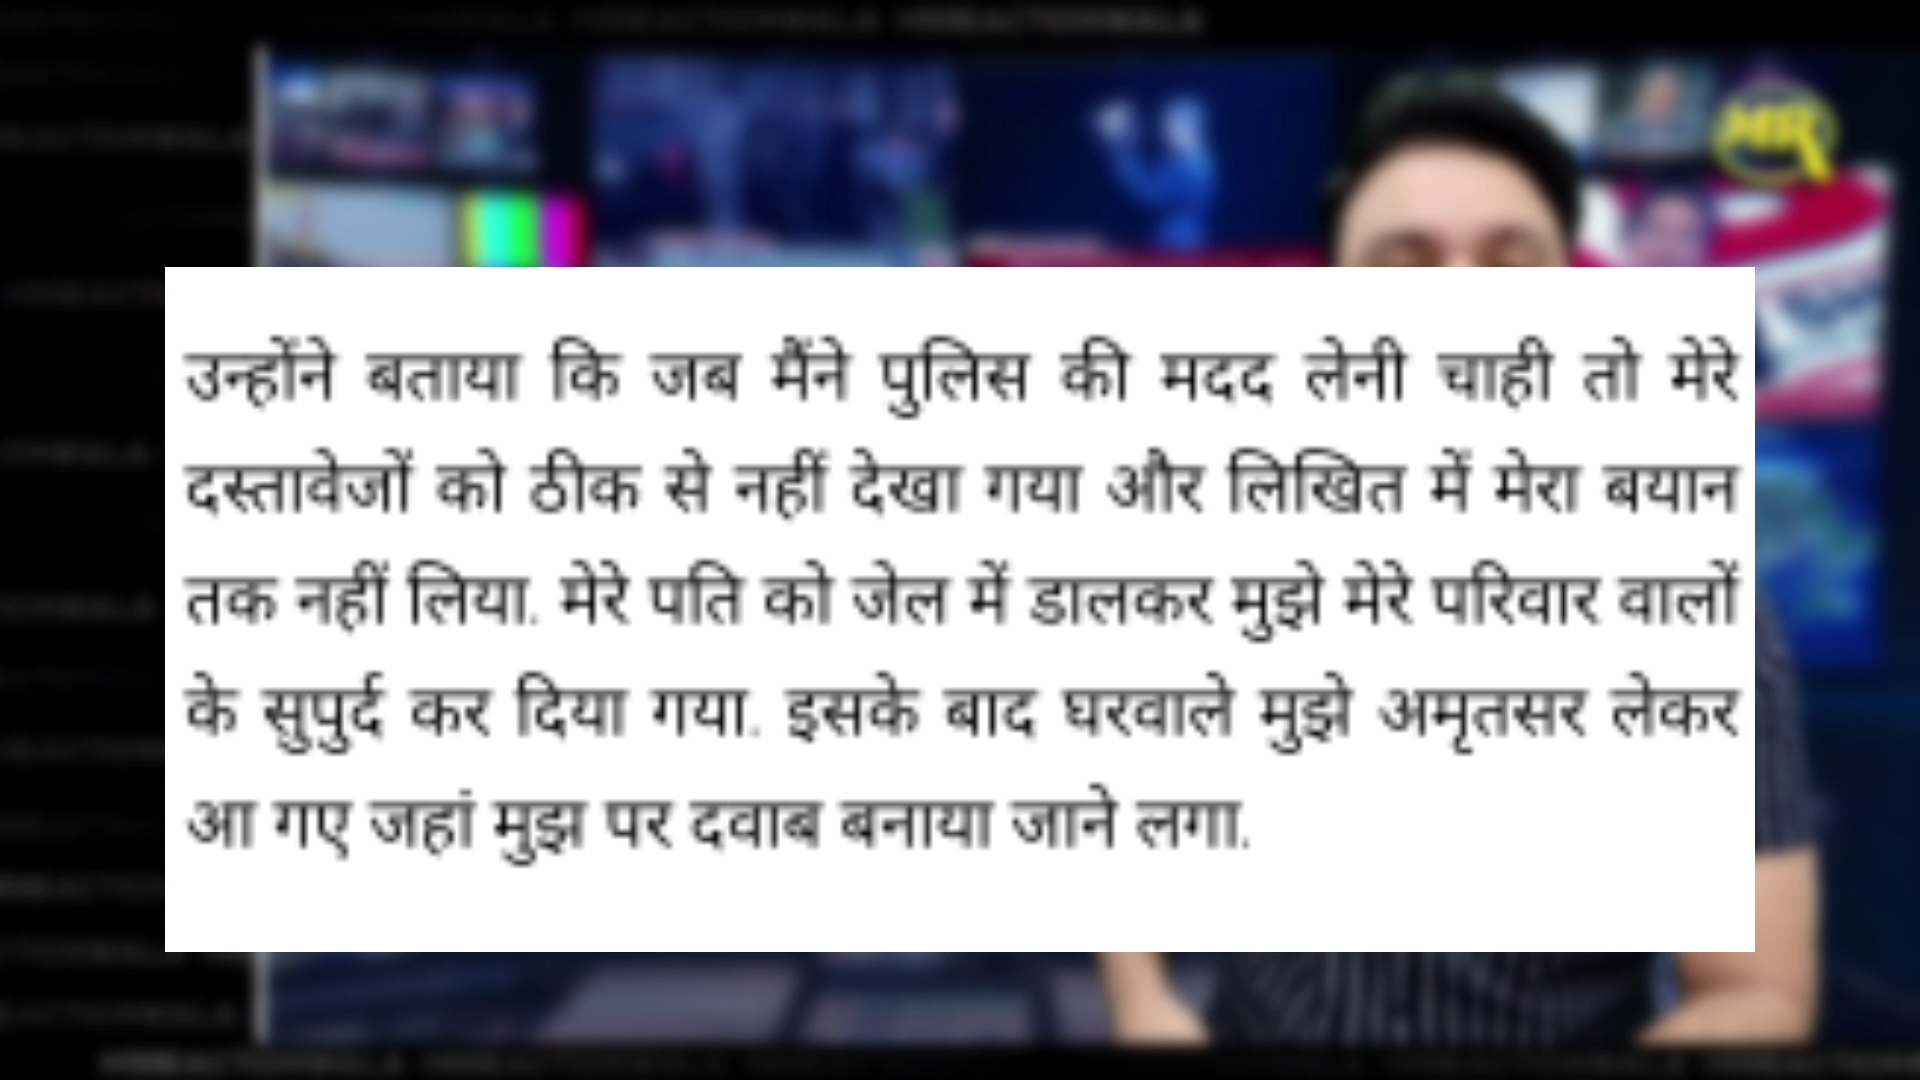 MR
उन्होंने बताया कि जब मैंने पुलिस की मदद लेनी चाही तो मेरे
दस्तावेजों को ठीक से नहीं देखा गया और लिखित में मेरा बयान
तक नहीं लिया. मेरे पति को जेल में डालकर मुझे मेरे परिवार वालों
के सुपुर्द कर दिया गया. इसके बाद घरवाले मुझे अमृतसर लेकर
आ गए जहां मुझ पर दवाब बनाया जाने लगा.